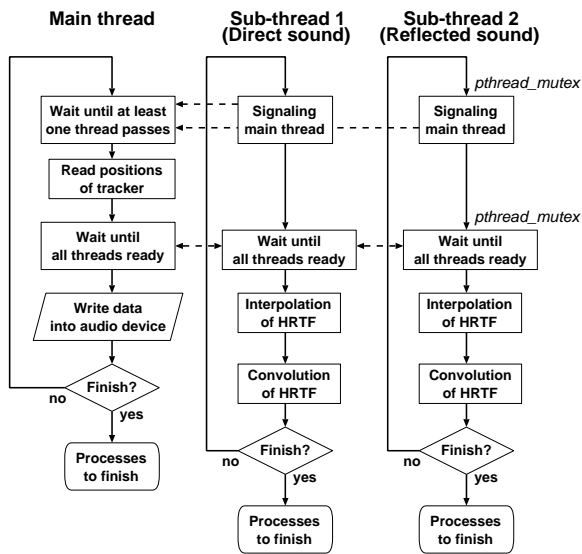 Main thread
Sub-thread 1
(Direct sound)
Sub-thread 2
(Reflected sound)
pthread_mutex
Wait until at least
one thread passes
Signaling
main thread
Signaling
main thread
Read positions
of tracker
pthread_mutex
Wait until
all threads ready
Wait until
all threads ready
Wait until
all threads ready
Write data
into audio device
Interpolation
of HRTF
Interpolation
of HRTF
Finish?
no
yes
Convolution
of HRTF
Convolution
of HRTF
Processes
to finish
Finish?
no
yes
Finish?
no
yes
Processes
to finish
Processes
to finish